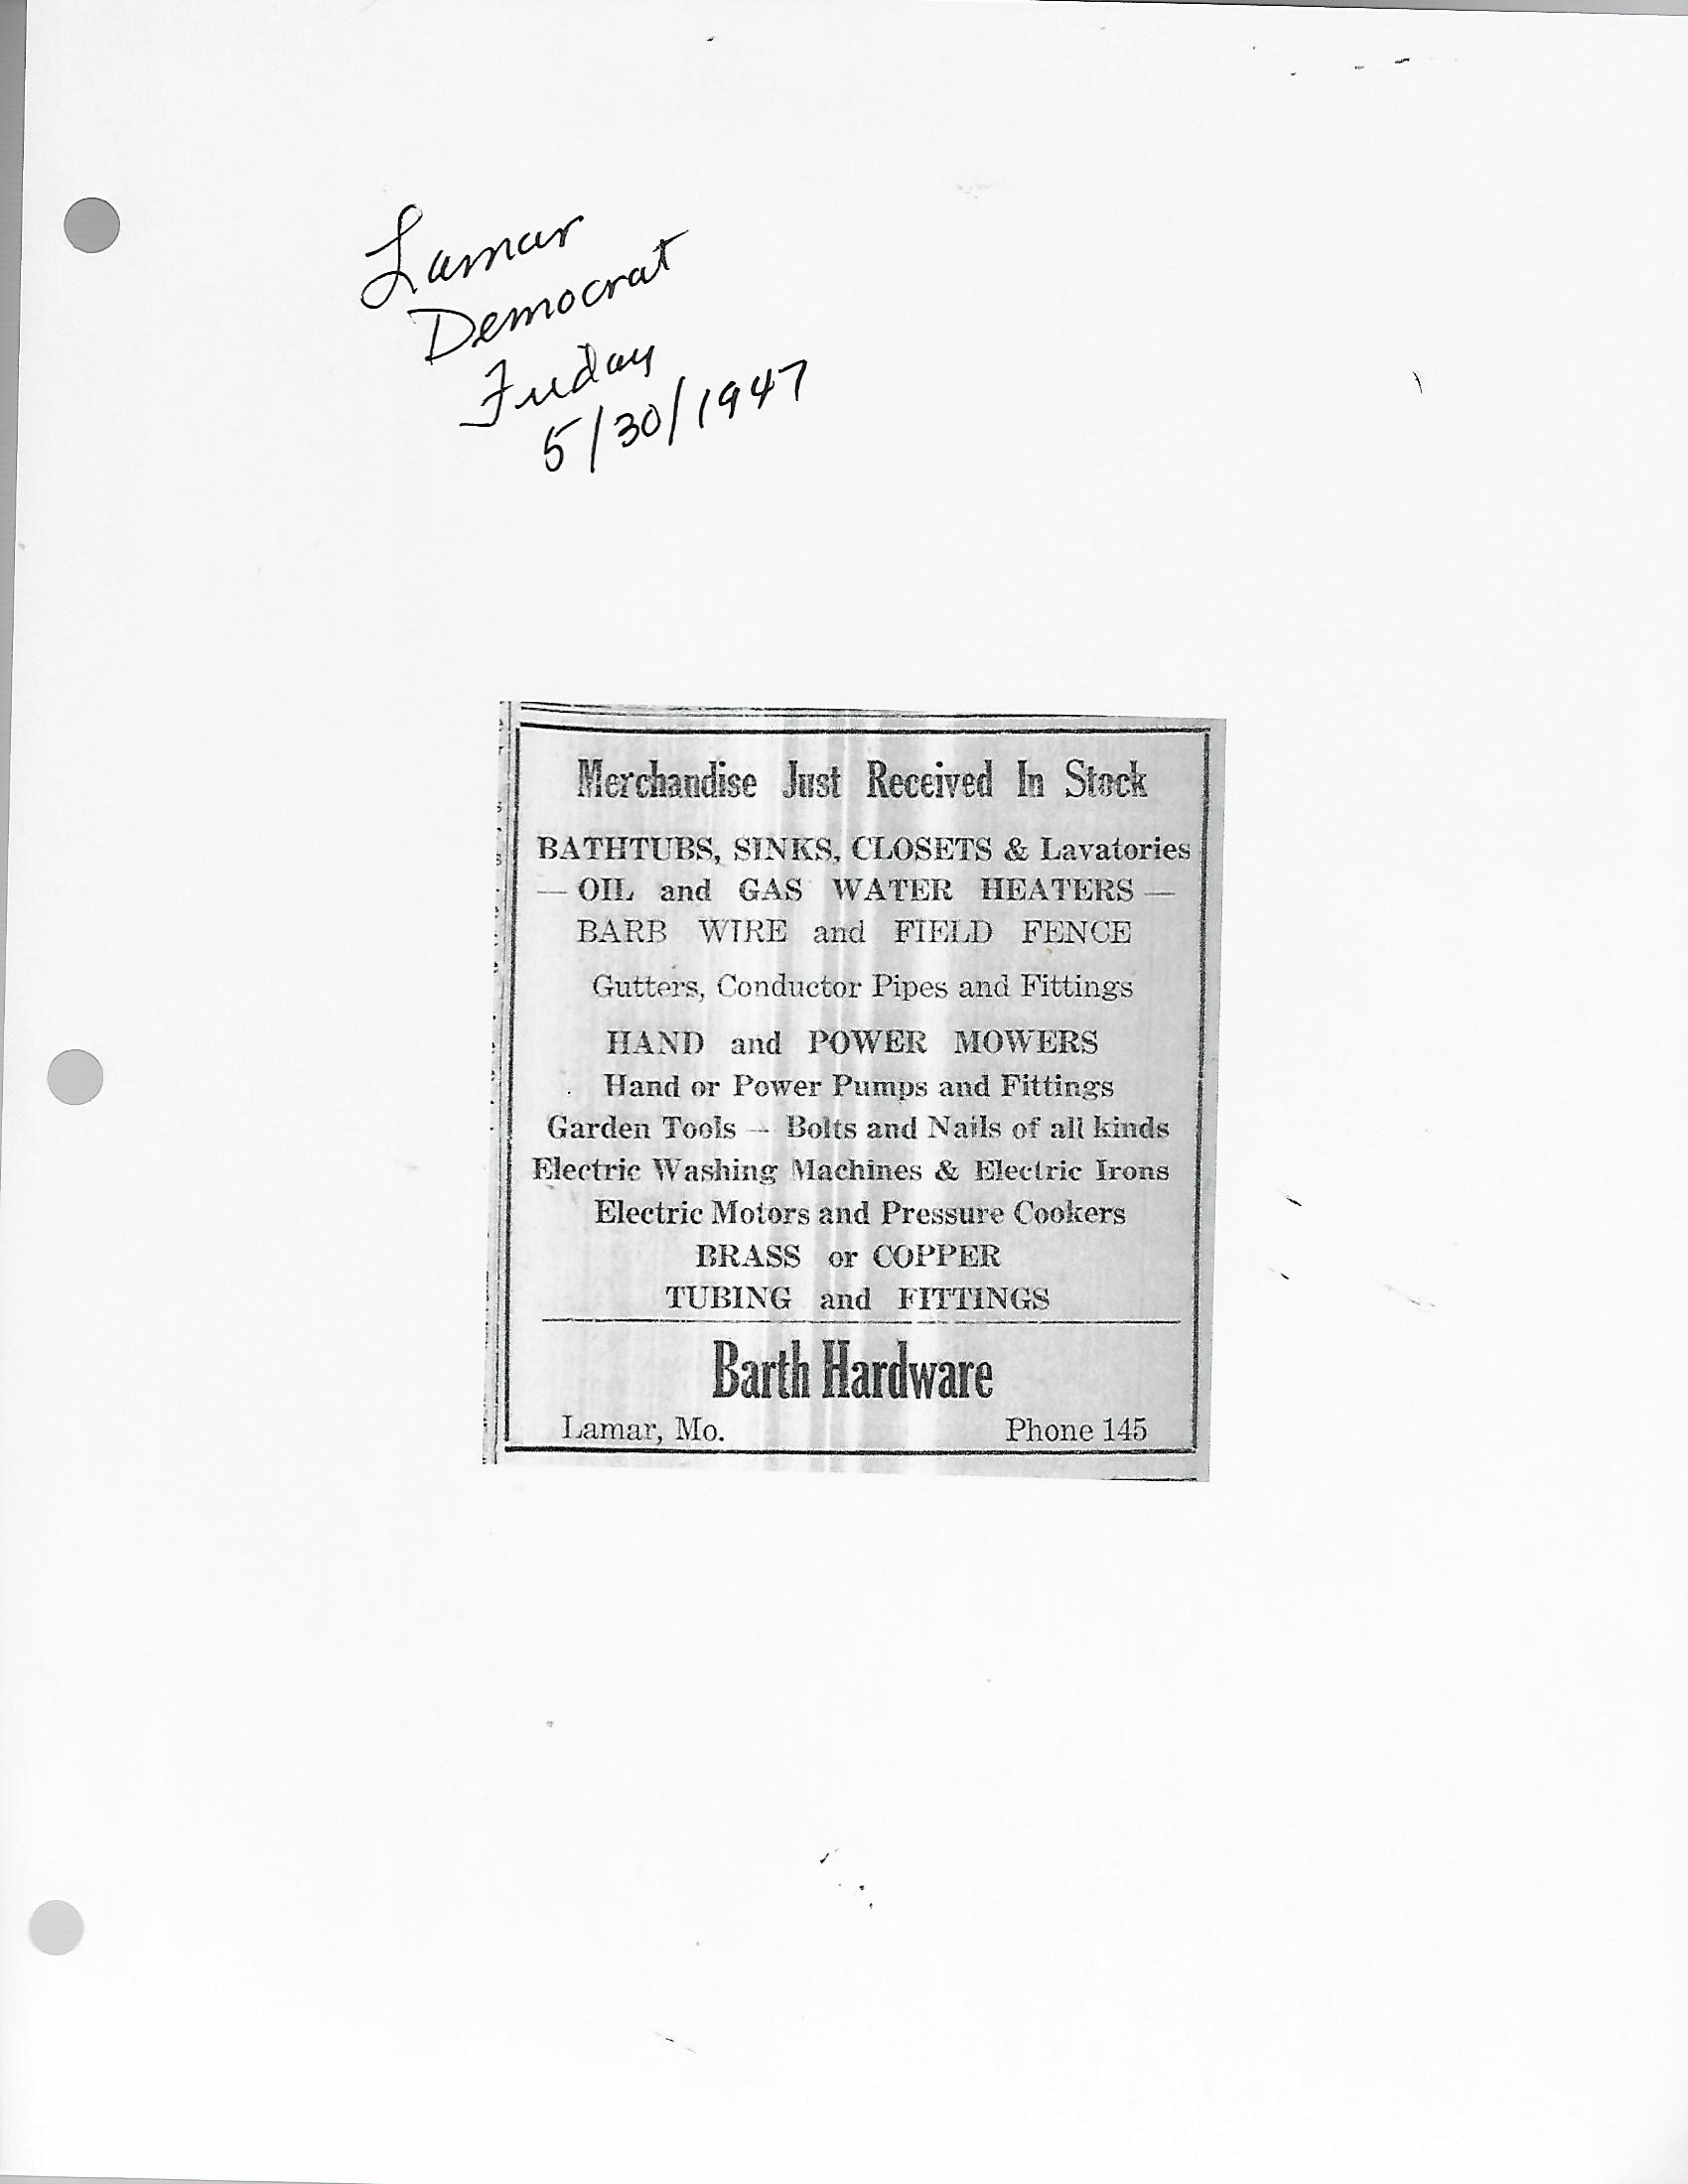 Lamar
Democrat
Friday
5/30/1947
Merchandise Just Received In Stock
BATHTUBS, SINKS, CLOSETS & Lavatories
— OIL and GAS WATER HEATERS —
BARB WIRE and FIELD FENCE
Gutters, Conductor Pipes and Fittings
HAND and POWER MOWERS
Hand or Power Pumps and Fittings
Garden Tools — Bolts and Nails of all kinds
Electric Washing Machines & Electric Irons
Electric Motors and Pressure Cookers
BRASS or COPPER
TUBING and FITTINGS
Barth Hardware
Lamar, Mo. Phone 145